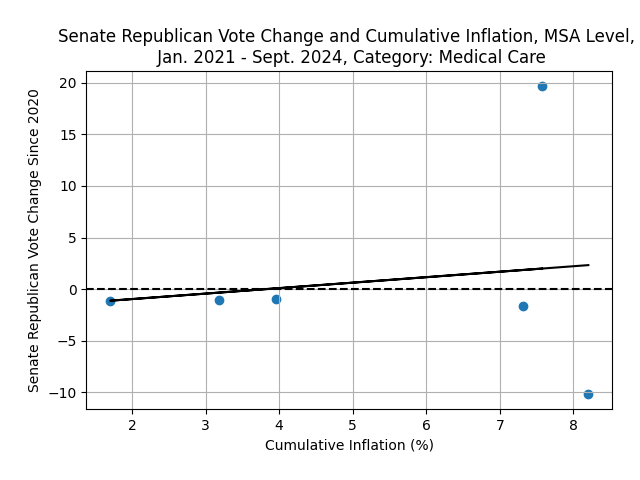 Senate Republican Vote Change and Cumulative Inflation, MSA Level,
Jan. 2021 - Sept. 2024, Category: Medical Care
Senate Republican Vote Change Since 2020
20
15
10
5
0
−5
−10
2 3 4 5 6 7 8
Cumulative Inflation (%)